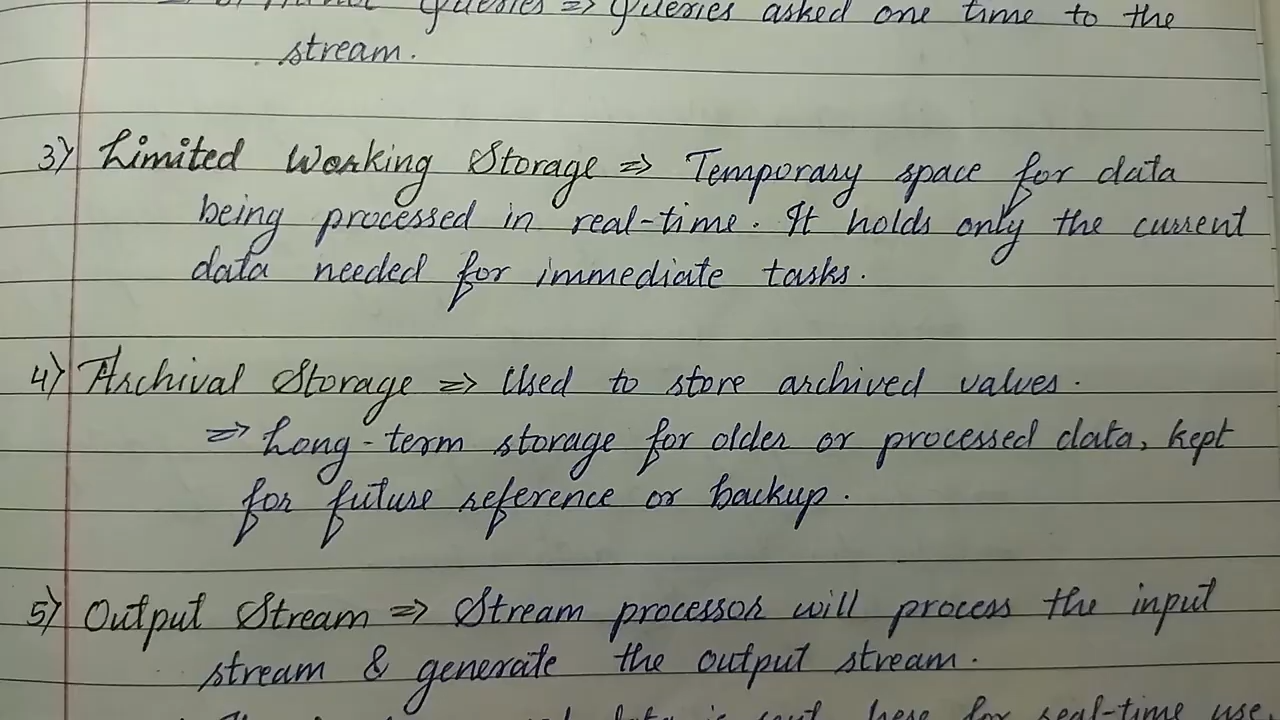 Queries => Queries asked one time to the
stream.
3) Limited Working Storage => Temporary space for data
being processed in real-time. It holds only the current
data needed for immediate tasks.
4) Archival Storage => Used to store archived values.
=> Long-term storage for older or processed data, kept
for future reference or backup.
5) Output Stream => Stream processor will process the input
stream & generate the output stream.
data is sent here for real-time use.